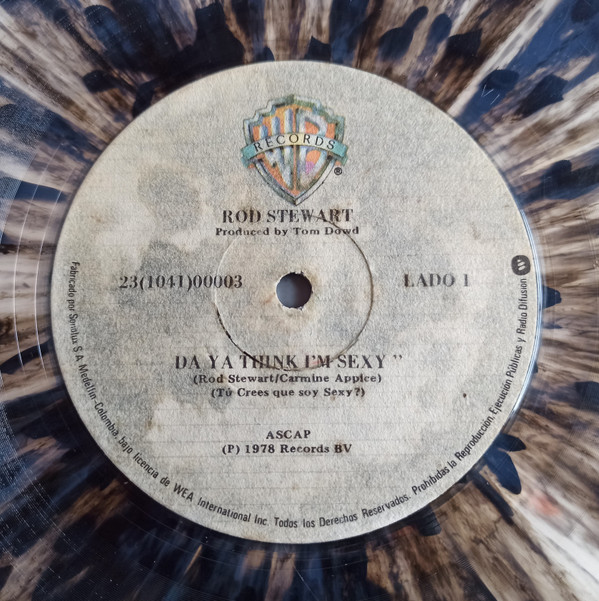 WB
RECORDS
®
ROD STEWART
Produced by Tom Dowd
23(1041)00003
LADO 1
DA YA THINK I'M SEXY ”
(Rod Stewart/Carmine Appice)
(Tú Crees que soy Sexy?)
ASCAP
(P) 1978 Records BV
Fabricado por Sonolux S.A. Medellín-Colombia, bajo licencia de WEA International Inc. Todos los Derechos Reservados. Prohibidas la Reproducción, Ejecución Públicas y Radio Difusion